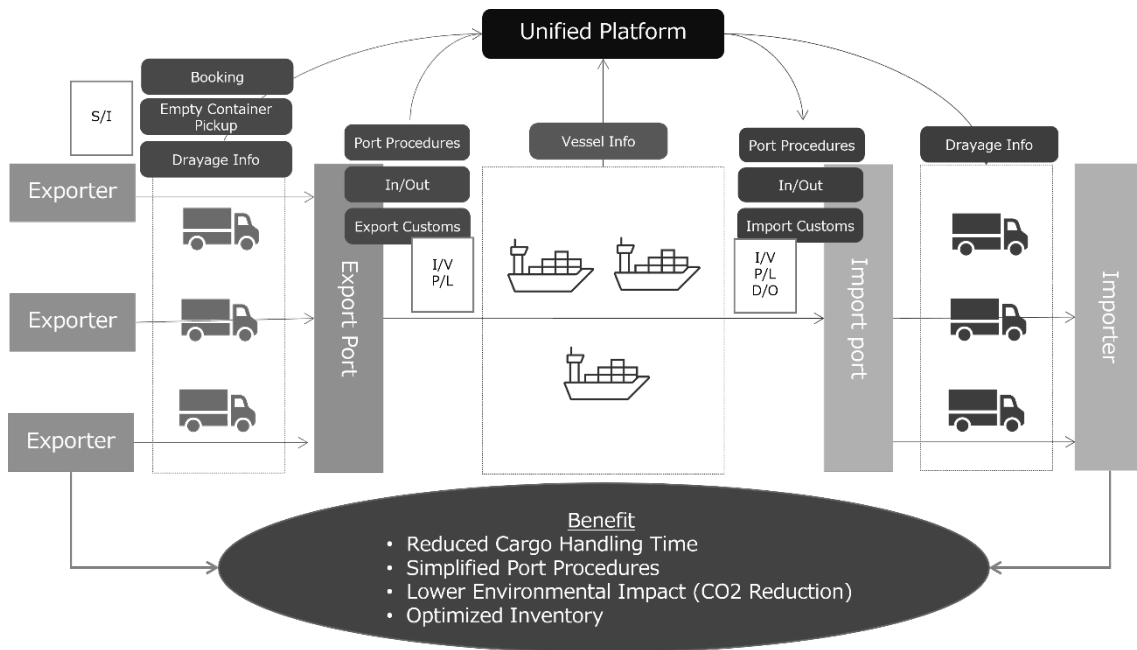 Unified Platform
Booking
S/I
Empty Container
Pickup
Drayage Info
Port Procedures
In/Out
Export Customs
I/V
P/L
Vessel Info
Port Procedures
In/Out
Import Customs
I/V
P/L
D/O
Drayage Info
Exporter
Exporter
Exporter
Export Port
Import port
Importer
Benefit
• Reduced Cargo Handling Time
• Simplified Port Procedures
• Lower Environmental Impact (CO2 Reduction)
• Optimized Inventory